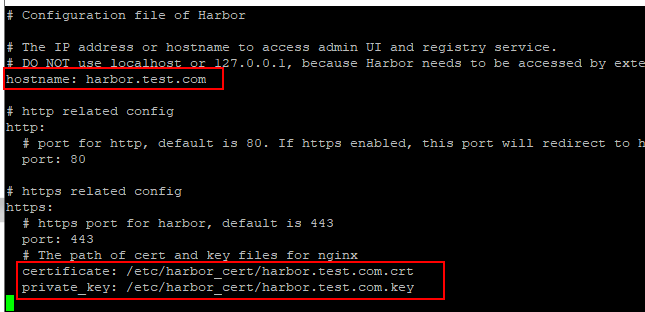 # Configuration file of Harbor
# The IP address or hostname to access admin UI and registry service.
# DO NOT use localhost or 127.0.0.1, because Harbor needs to be accessed by exte
hostname: harbor.test.com
# http related config
http:
# port for http, default is 80. If https enabled, this port will redirect to h
port: 80
# https related config
https:
# https port for harbor, default is 443
port: 443
# The path of cert and key files for nginx
certificate: /etc/harbor_cert/harbor.test.com.crt
private_key: /etc/harbor_cert/harbor.test.com.key